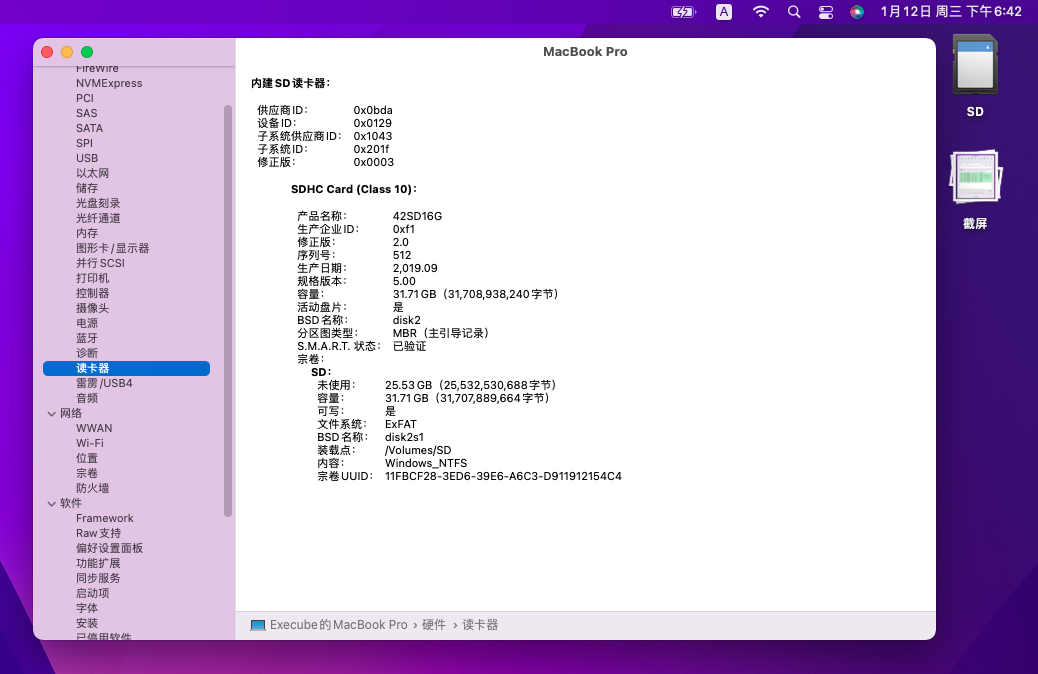 A
1月12日 周三 下午6:42
MacBook Pro
FireWire
NVMExpress
PCI
SAS
SATA
SPI
USB
以太网
储存
光盘刻录
光纤通道
内存
图形卡/显示器
并行SCSI
打印机
控制器
摄像头
电源
蓝牙
诊断
读卡器
雷雳/USB4
音频
网络
WWAN
Wi-Fi
位置
宗卷
防火墙
软件
Framework
Raw支持
偏好设置面板
功能扩展
同步服务
启动项
字体
安装
已停用软件
内建SD读卡器：
供应商ID： 0x0bda
设备ID： 0x0129
子系统供应商ID： 0x1043
子系统ID： 0x201f
修正版： 0x0003
SDHC Card (Class 10)：
产品名称： 42SD16G
生产企业ID： 0xf1
修正版： 2.0
序列号： 512
生产日期： 2,019.09
规格版本： 5.00
容量： 31.71 GB（31,708,938,240字节）
活动盘片： 是
BSD名称： disk2
分区图类型： MBR（主引导记录）
S.M.A.R.T. 状态： 已验证
宗卷：
SD：
未使用： 25.53 GB（25,532,530,688字节）
容量： 31.71 GB（31,707,889,664字节）
可写： 是
文件系统： ExFAT
BSD名称： disk2s1
装载点： /Volumes/SD
内容： Windows_NTFS
宗卷UUID： 11FBCF28-3ED6-39E6-A6C3-D911912154C4
Execube的MacBook Pro › 硬件 › 读卡器
SD
截屏